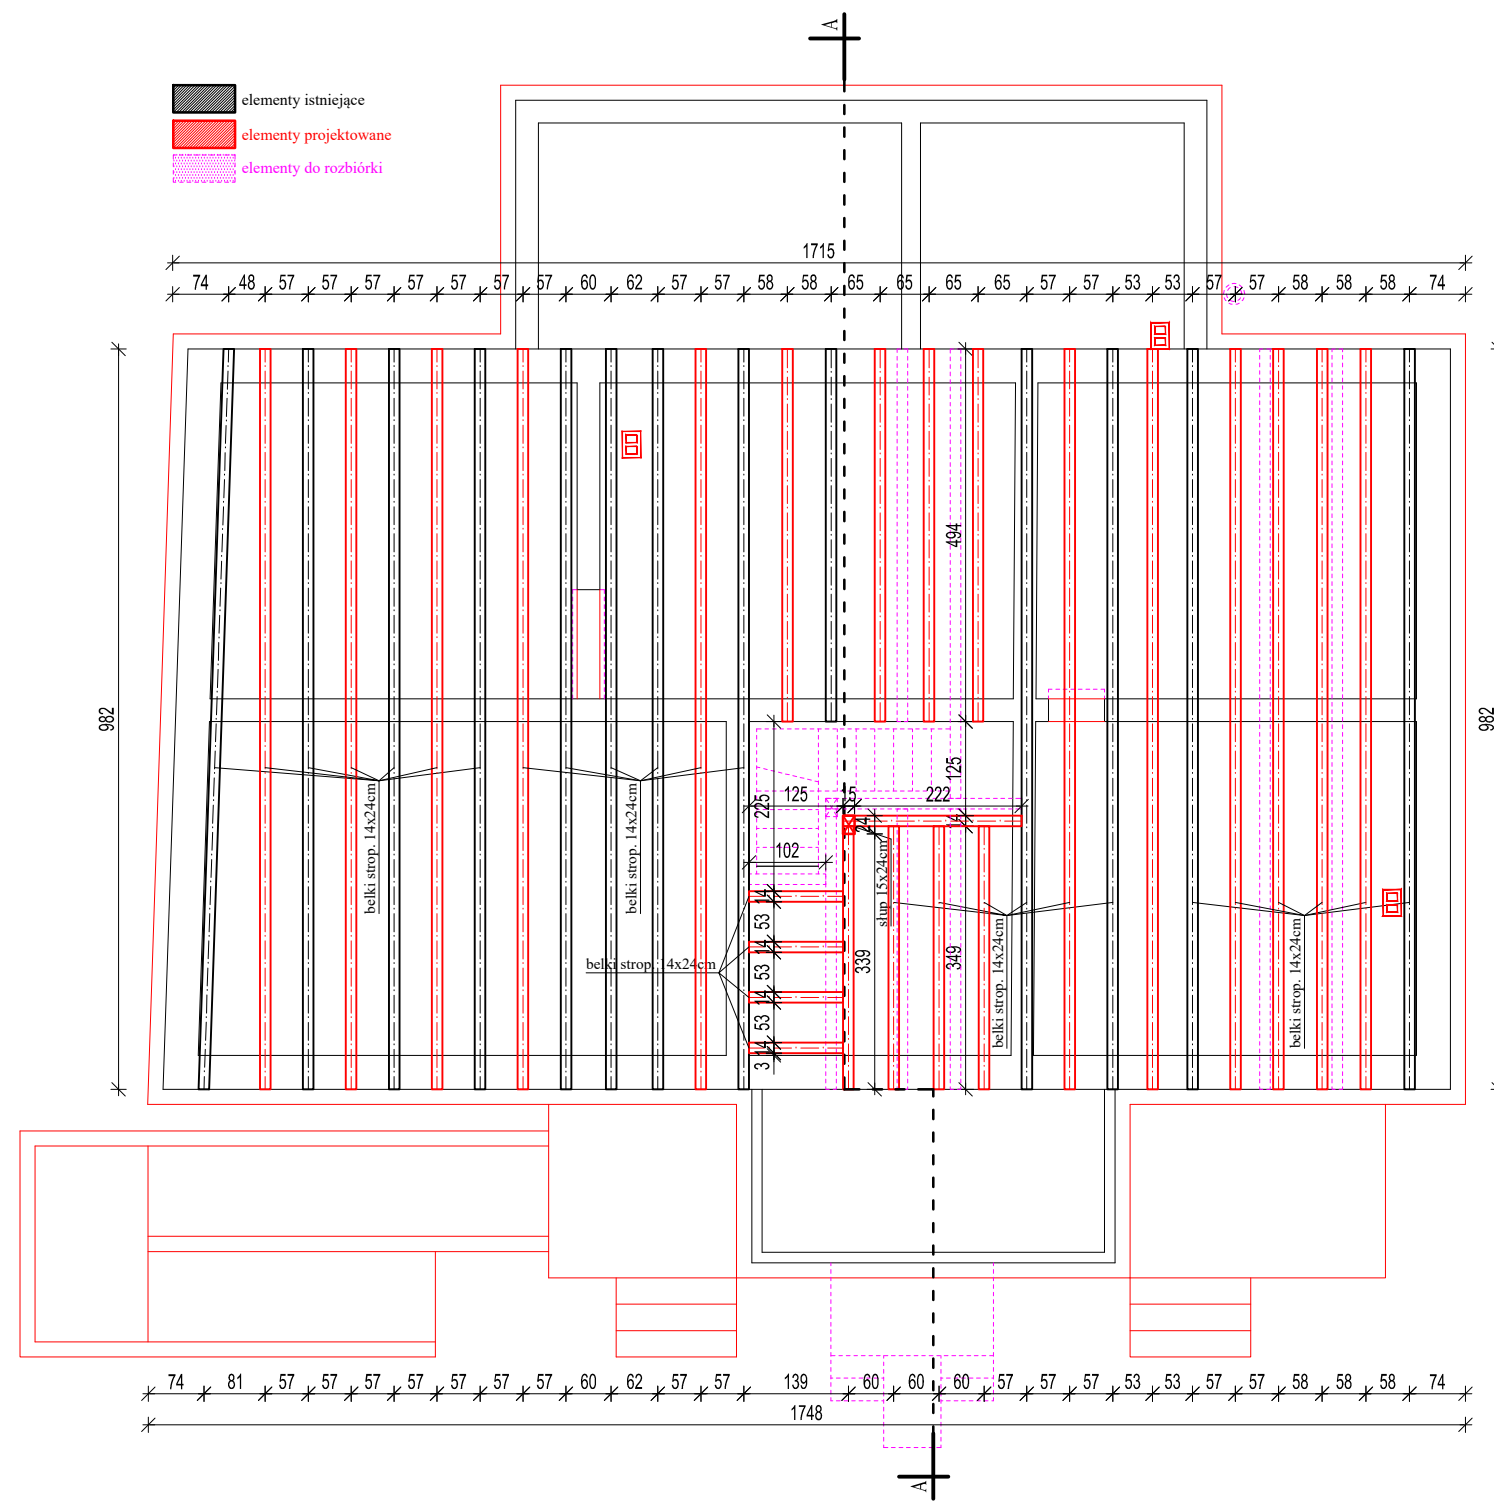 A
elementy istniejące
elementy projektowane
elementy do rozbiórki
1715
74 48 57 57 57 57 57 57 57 60 62 57 57 58 58 65 65 65 65 57 57 53 53 57 57 58 58 58 74
982
982
494
125
225
125 15 222
24
14
102
belki strop. 14x24cm
belki strop. 14x24cm
słup 15x24cm
belki strop. 14x24cm
belki strop. 14x24cm
belki strop. 14x24cm
14
53
14
53
14
53
14
3
339
349
74 81 57 57 57 57 57 57 57 60 62 57 57 139 60 60 60 57 57 57 53 53 57 57 58 58 58 74
1748
A